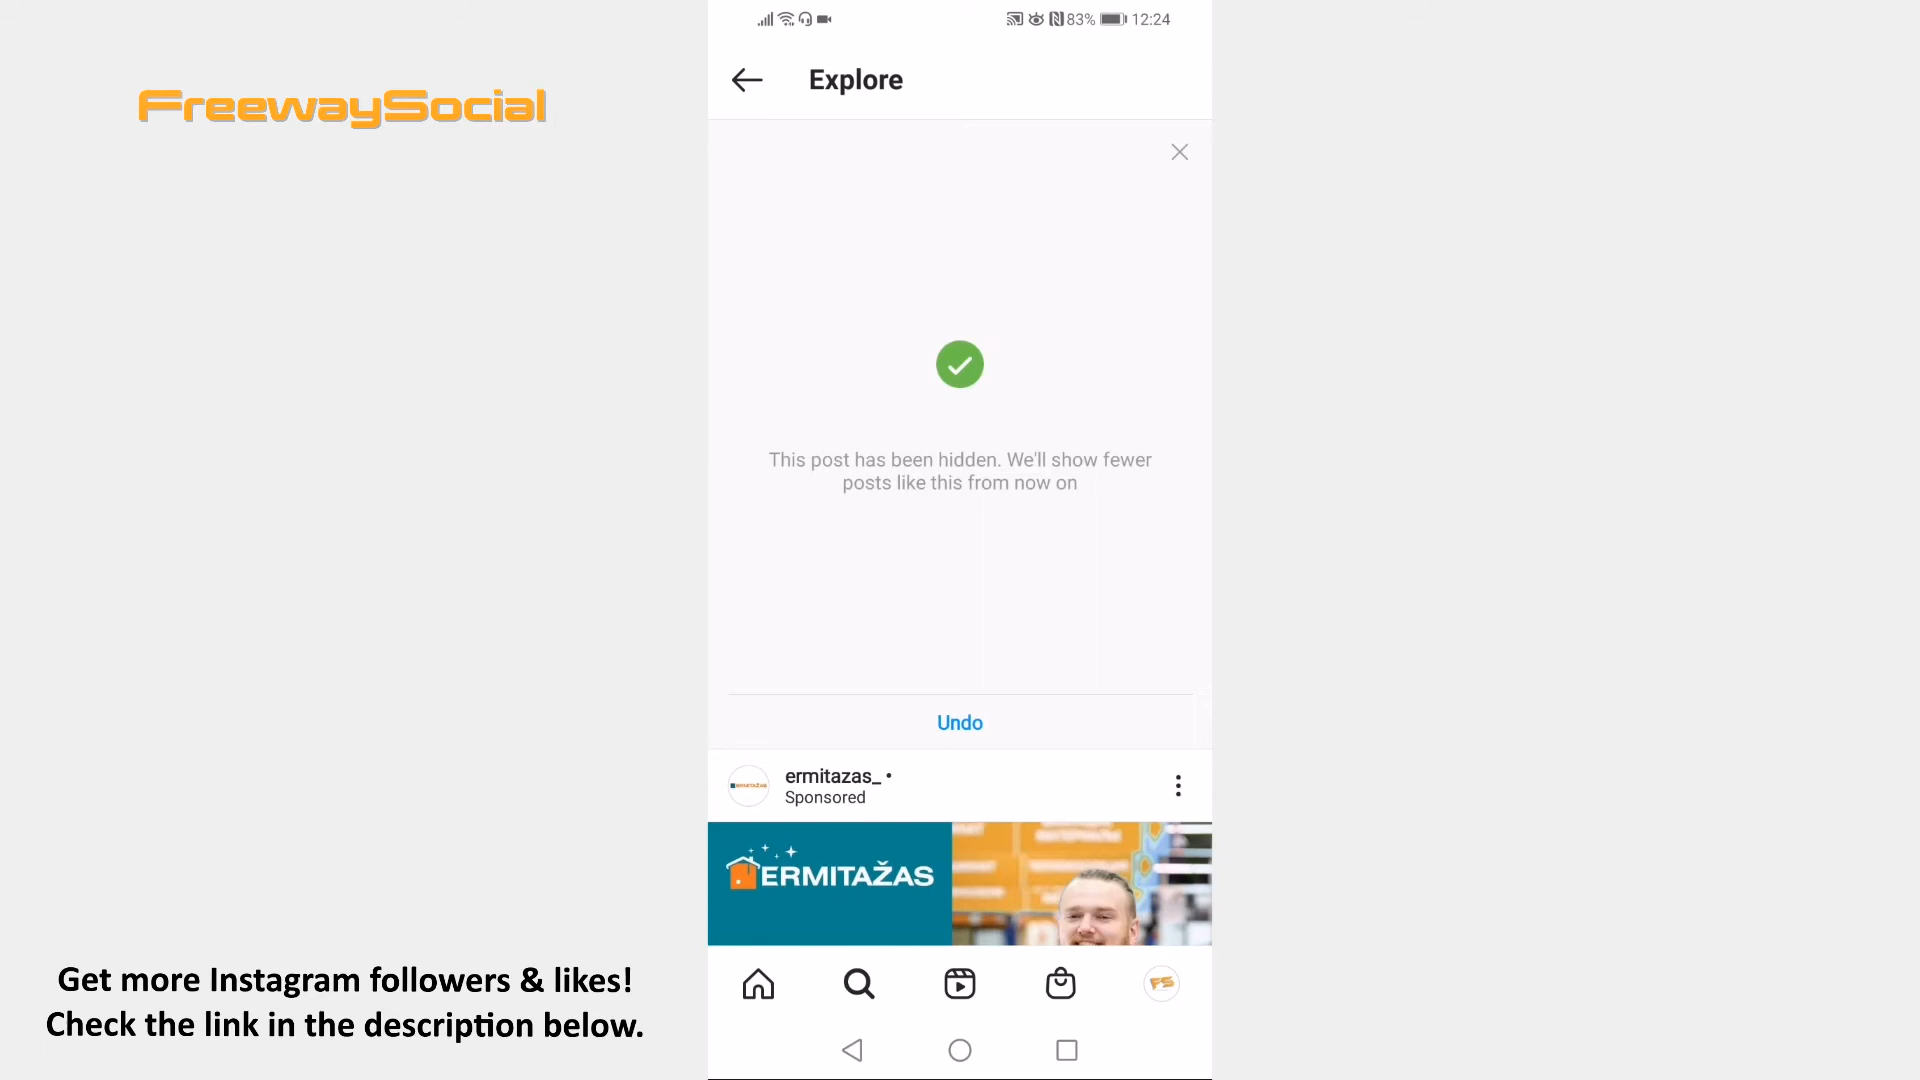 83% 12:24
Explore
FreewaySocial
This post has been hidden. We'll show fewer
posts like this from now on
Undo
ermitazas_ •
Sponsored
ERMITAŽAS
FS
Get more Instagram followers & likes!
Check the link in the description below.